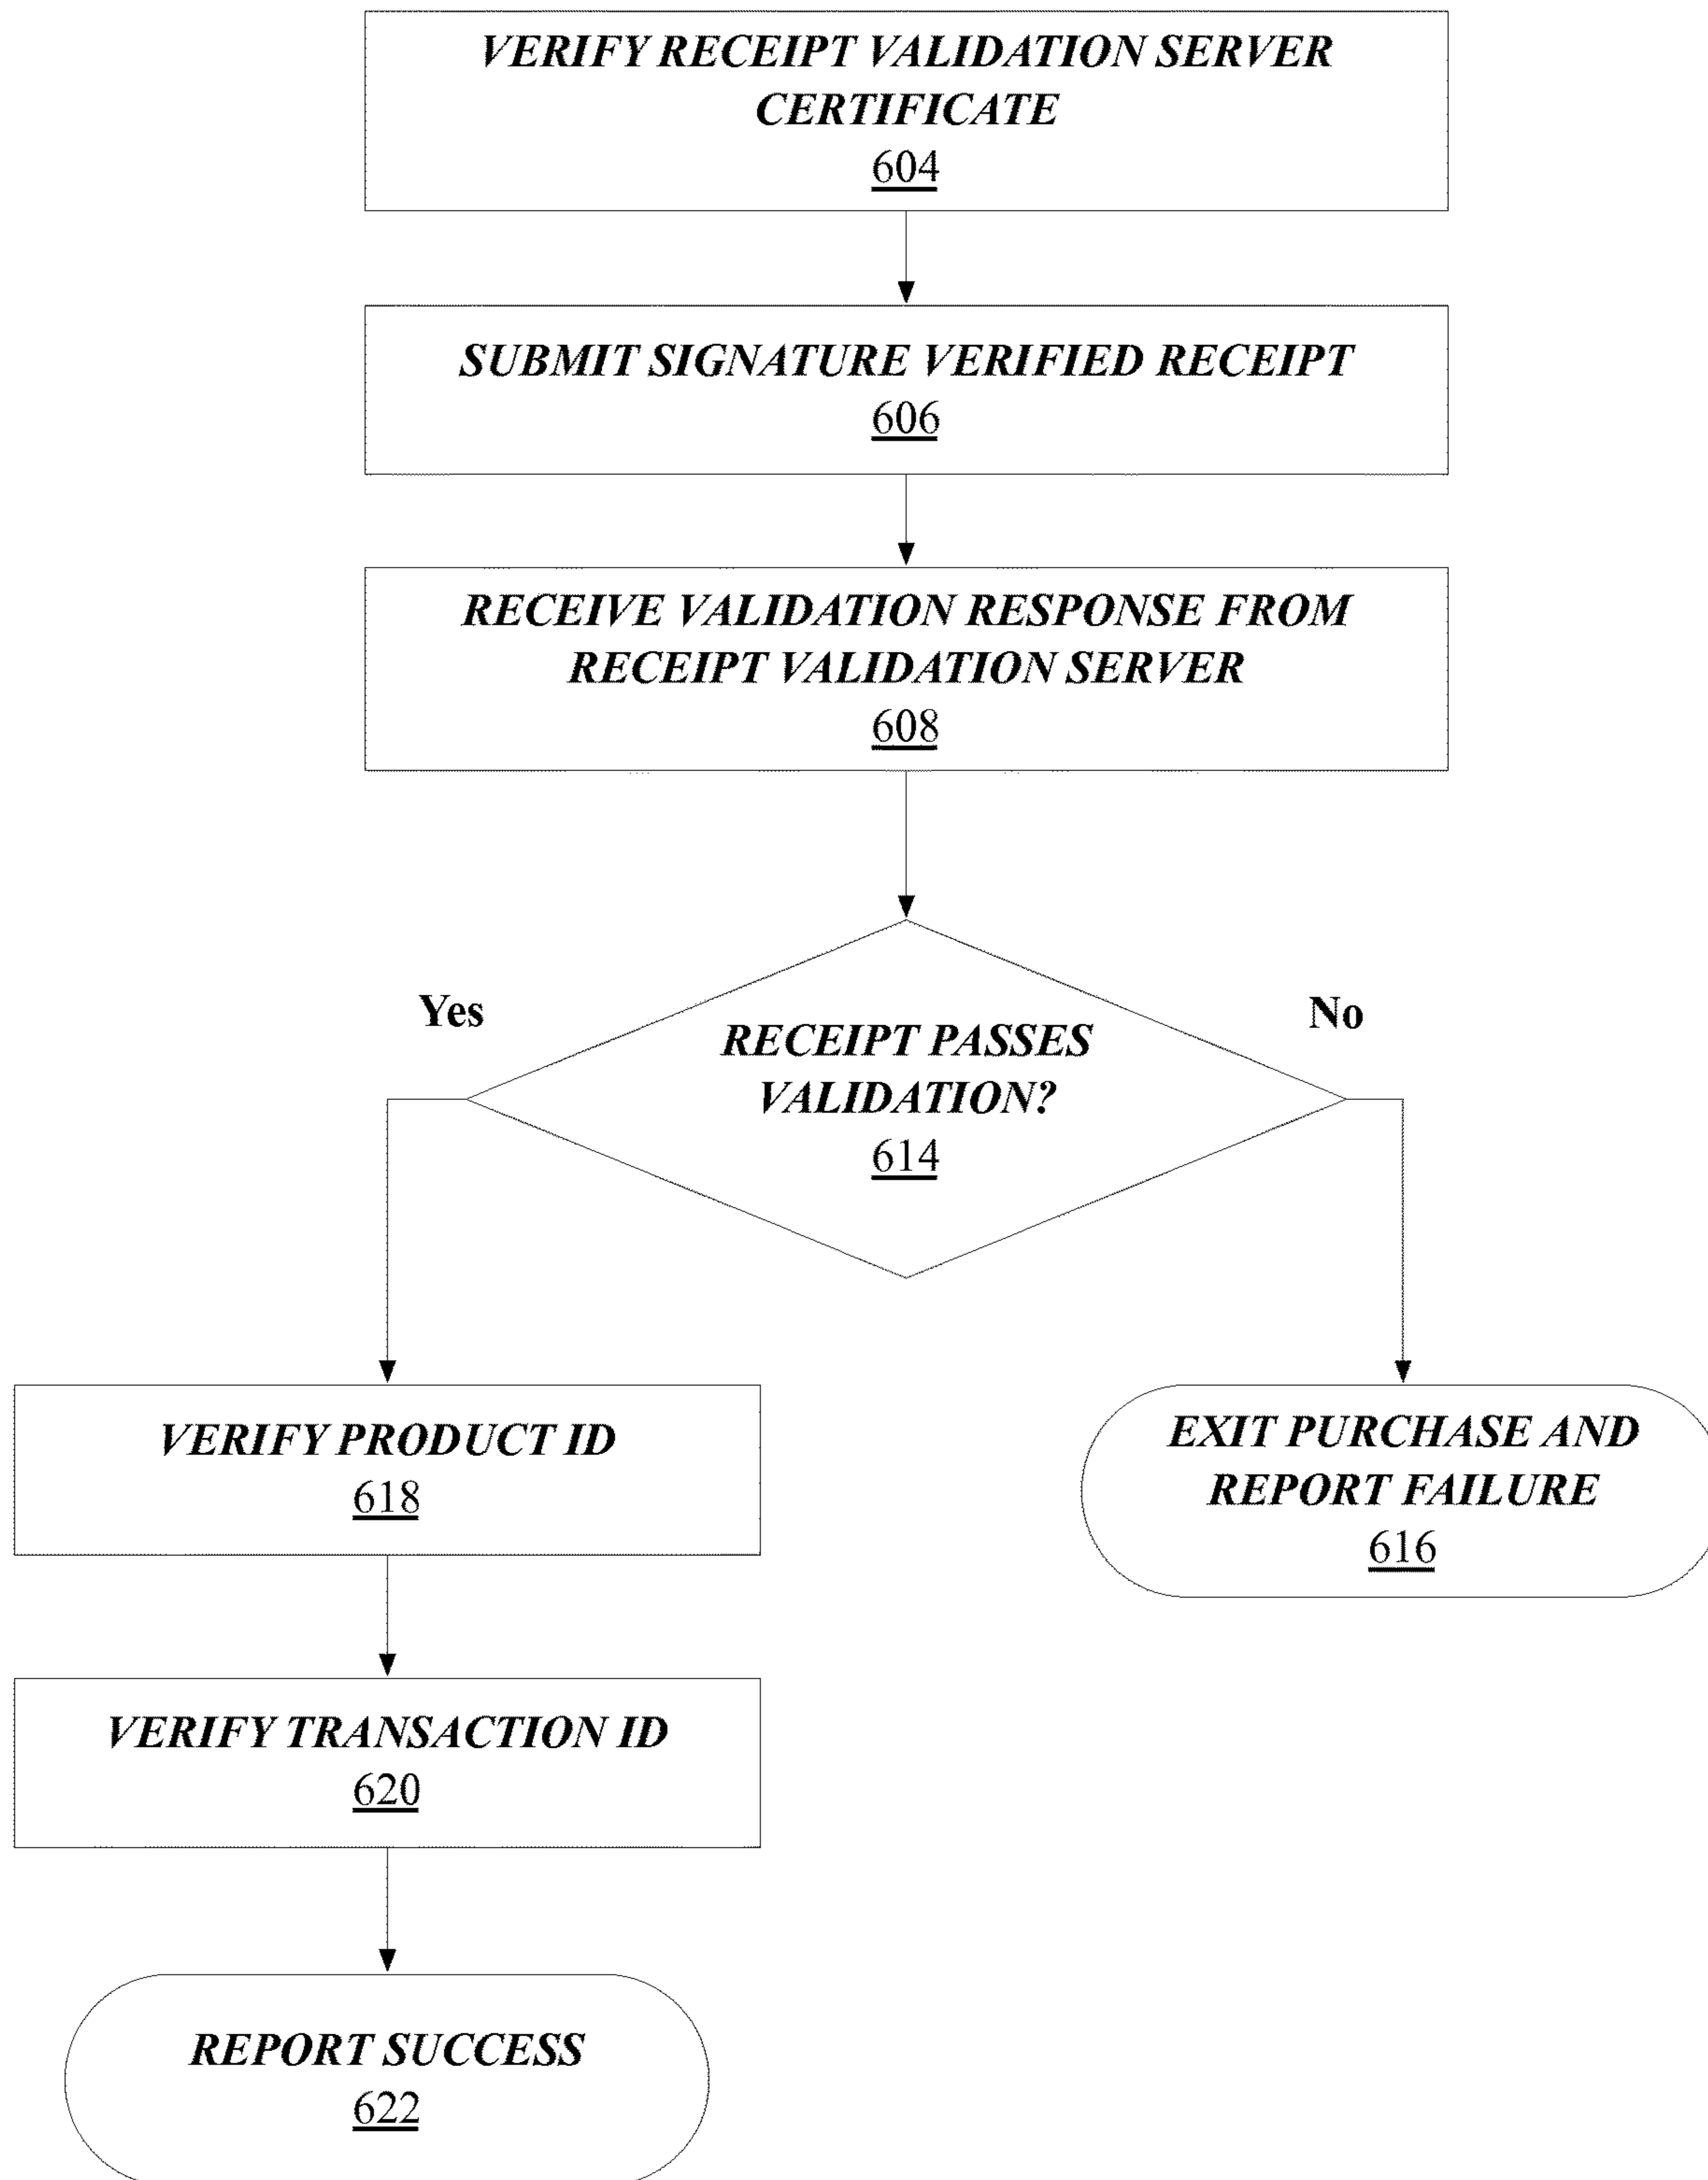 VERIFY RECEIPT VALIDATION SERVER
CERTIFICATE
604
SUBMIT SIGNATURE VERIFIED RECEIPT
606
RECEIVE VALIDATION RESPONSE FROM
RECEIPT VALIDATION SERVER
608
Yes
No
RECEIPT PASSES
VALIDATION?
614
VERIFY PRODUCT ID
618
EXIT PURCHASE AND
REPORT FAILURE
616
VERIFY TRANSACTION ID
620
REPORT SUCCESS
622